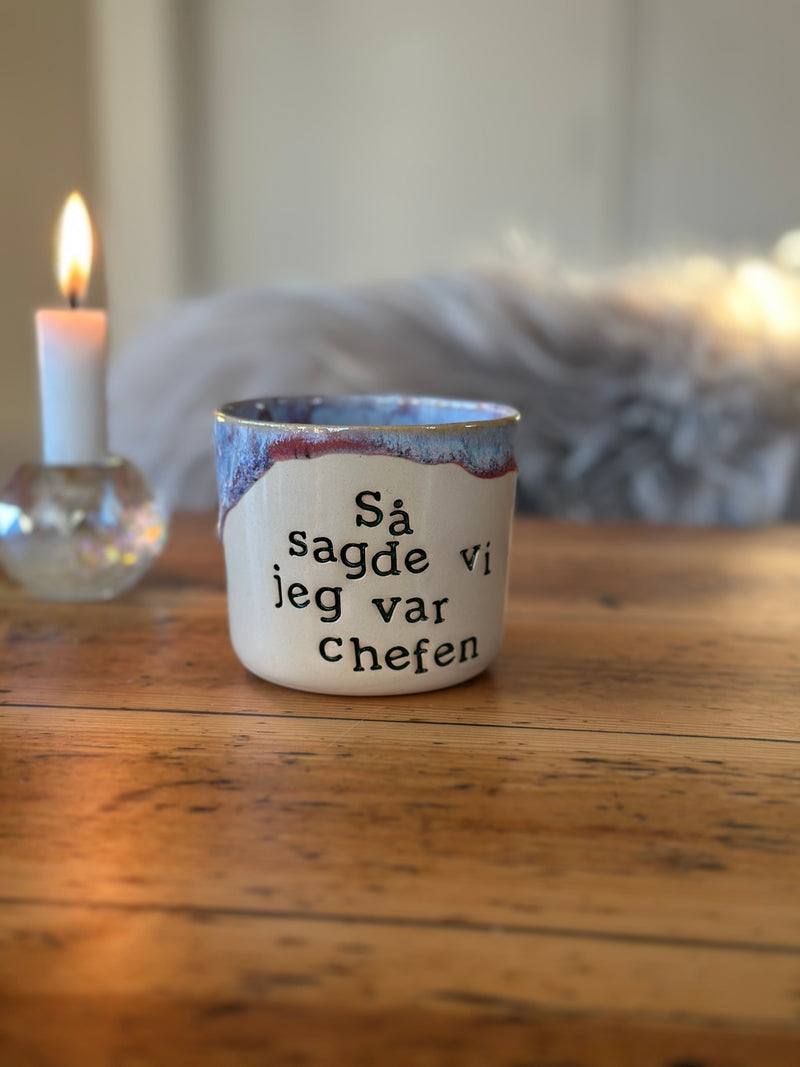 Så
sagde vi
jeg var
chefen